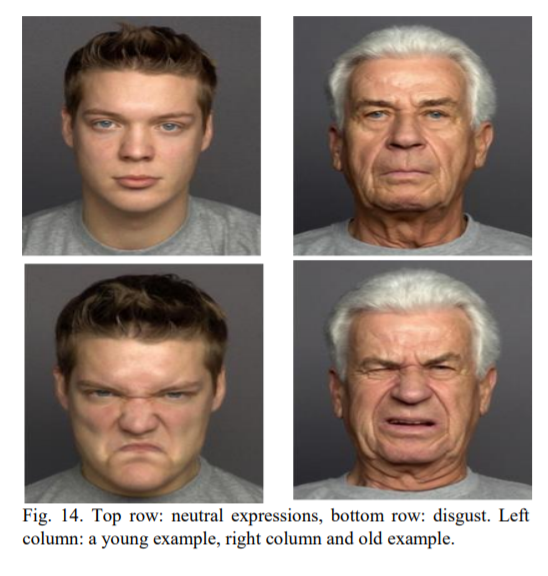 Fig. 14. Top row: neutral expressions, bottom row: disgust. Left
column: a young example, right column and old example.